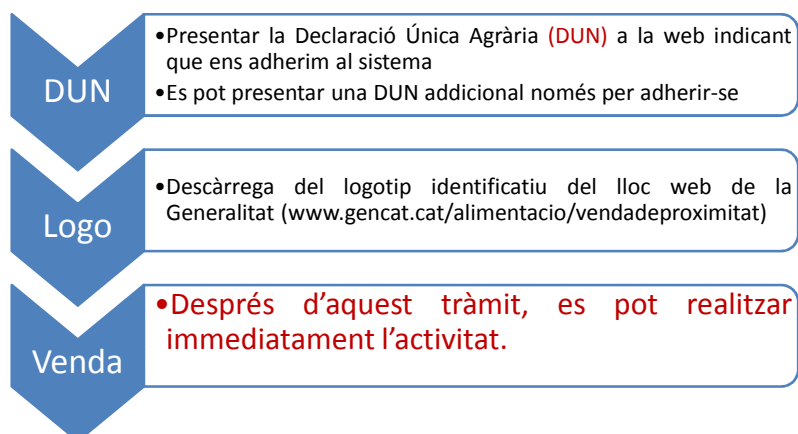 DUN
•Presentar la Declaració Única Agrària (DUN) a la web indicant
que ens adherim al sistema
•Es pot presentar una DUN addicional només per adherir-se
Logo
•Descàrrega del logotip identificatiu del lloc web de la
Generalitat (www.gencat.cat/alimentacio/vendadeproximitat)
Venda
•Després d’aquest tràmit, es pot realitzar
immediatament l’activitat.